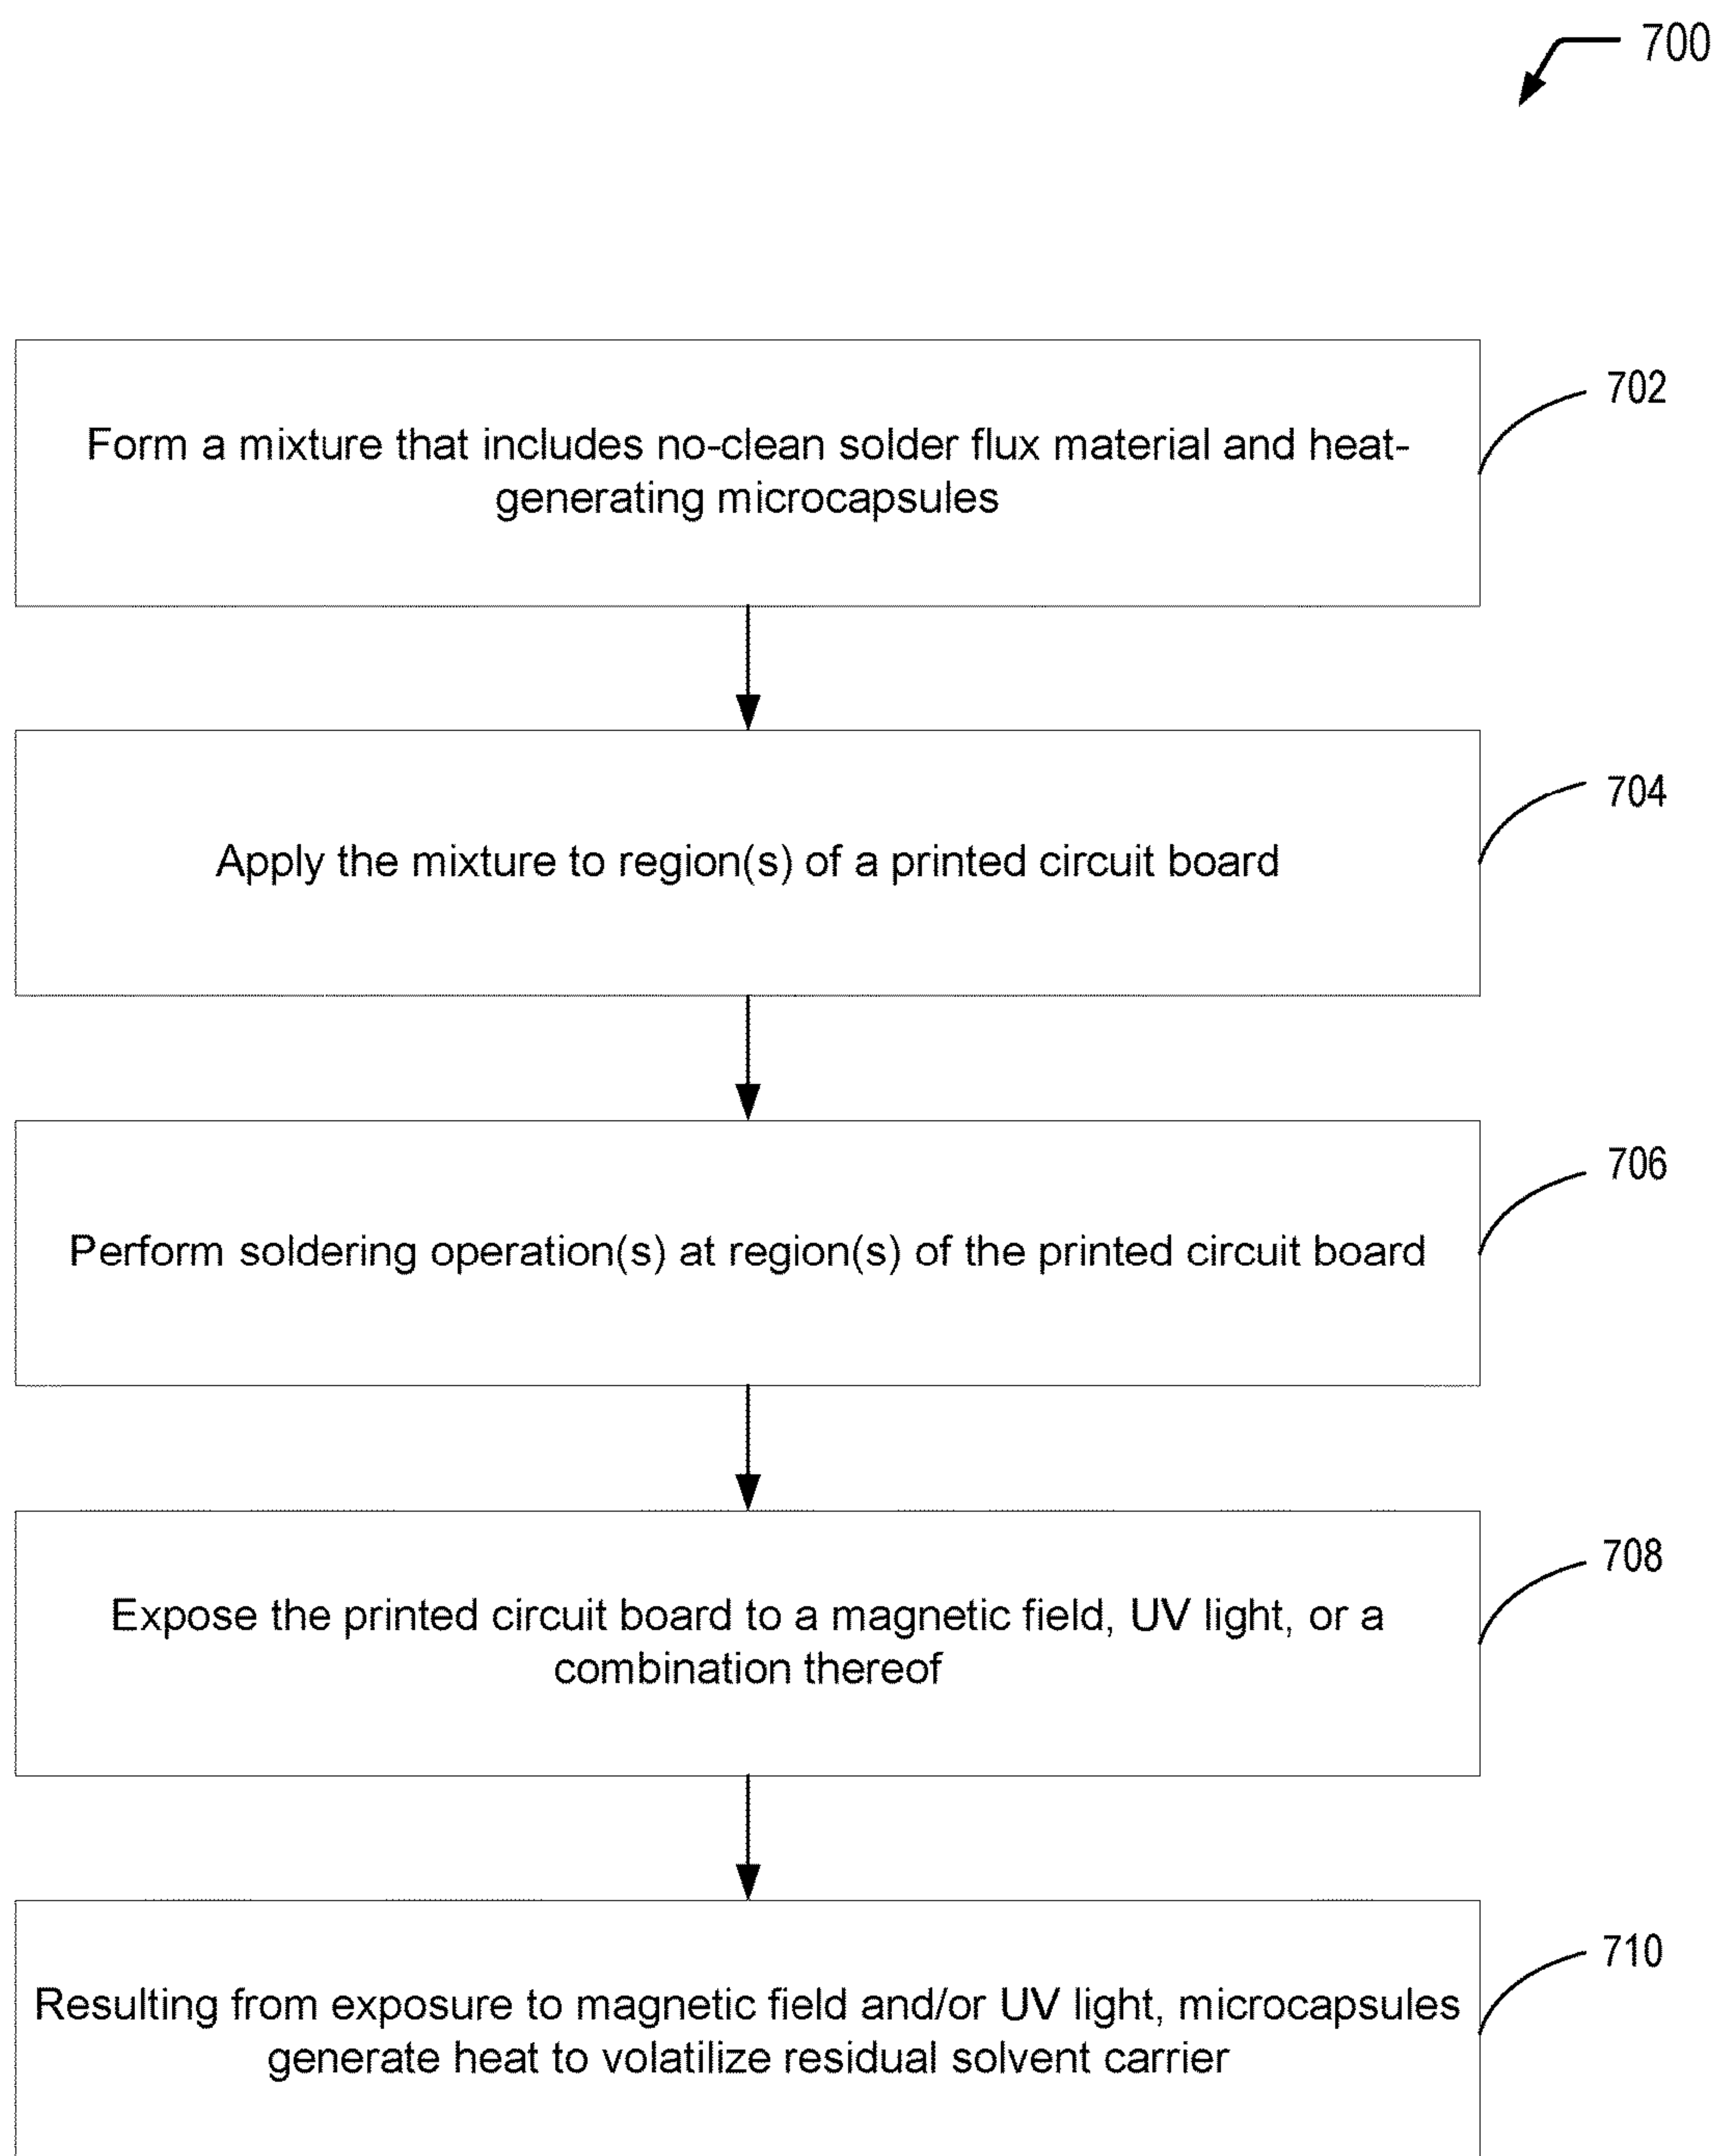 700
Form a mixture that includes no-clean solder flux material and heat-
generating microcapsules
702
Apply the mixture to region(s) of a printed circuit board
704
Perform soldering operation(s) at region(s) of the printed circuit board
706
Expose the printed circuit board to a magnetic field, UV light, or a
combination thereof
708
Resulting from exposure to magnetic field and/or UV light, microcapsules
generate heat to volatilize residual solvent carrier
710